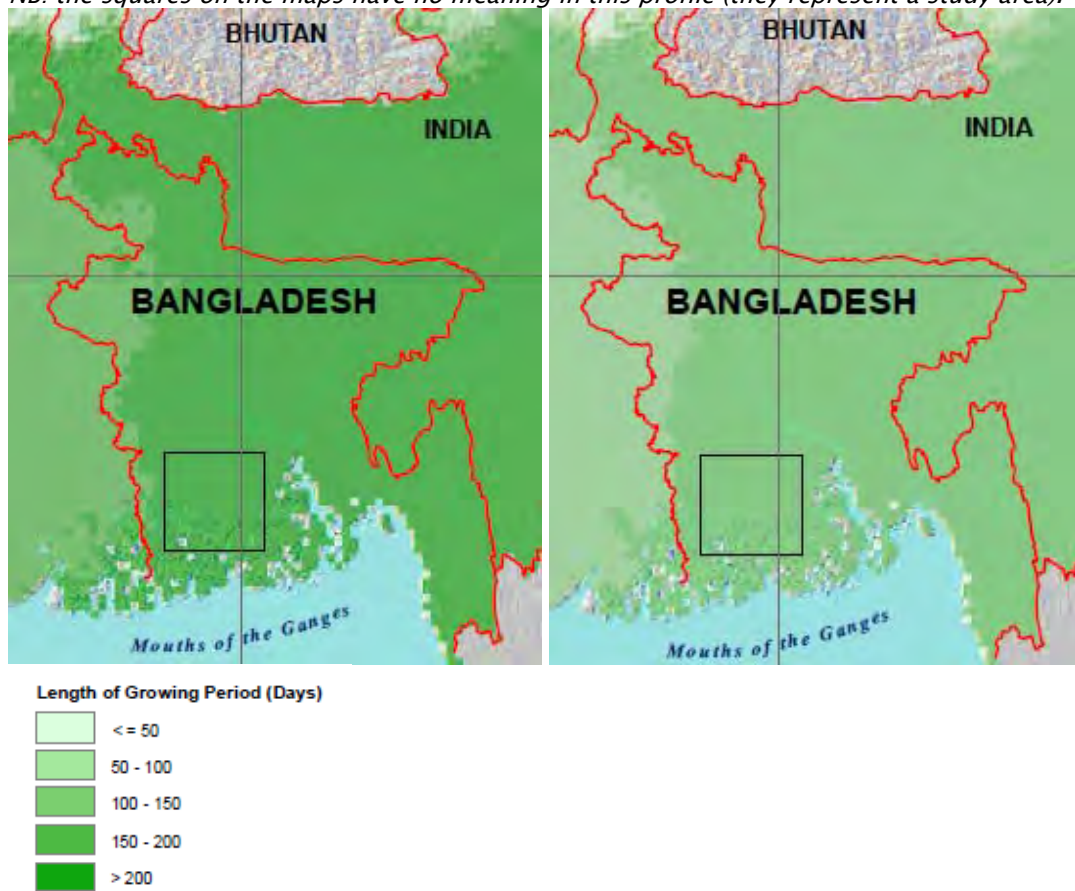 NB: the squares on the maps have no meaning in this profile (they represent a study area).
BHUTAN
INDIA
BANGLADESH
Mouths of the Ganges
BHUTAN
INDIA
BANGLADESH
Mouths of the Ganges
Length of Growing Period (Days)
< = 50
50 - 100
100 - 150
150 - 200
> 200